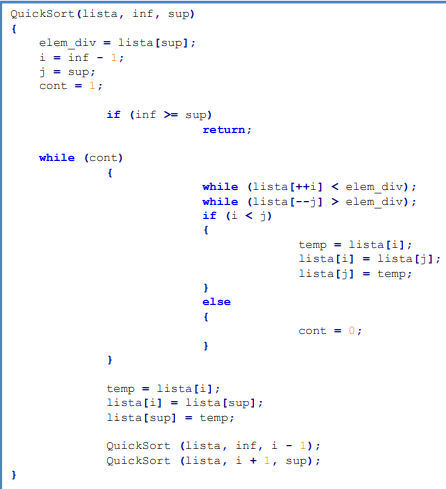 QuickSort(lista, inf, sup)
{
    elem_div = lista[sup];
    i = inf - 1;
    j = sup;
    cont = 1;
            if (inf >= sup)
                        return;
    while (cont)
            {
                        while (lista[++i] < elem_div);
                        while (lista[--j] > elem_div);
                        if (i < j)
                        {
                                    temp = lista[i];
                                    lista[i] = lista[j];
                                    lista[j] = temp;
                        }
                        else
                        {
                                    cont = 0;
                        }
            }
            temp = lista[i];
            lista[i] = lista[sup];
            lista[sup] = temp;
            QuickSort (lista, inf, i - 1);
            QuickSort (lista, i + 1, sup);
}